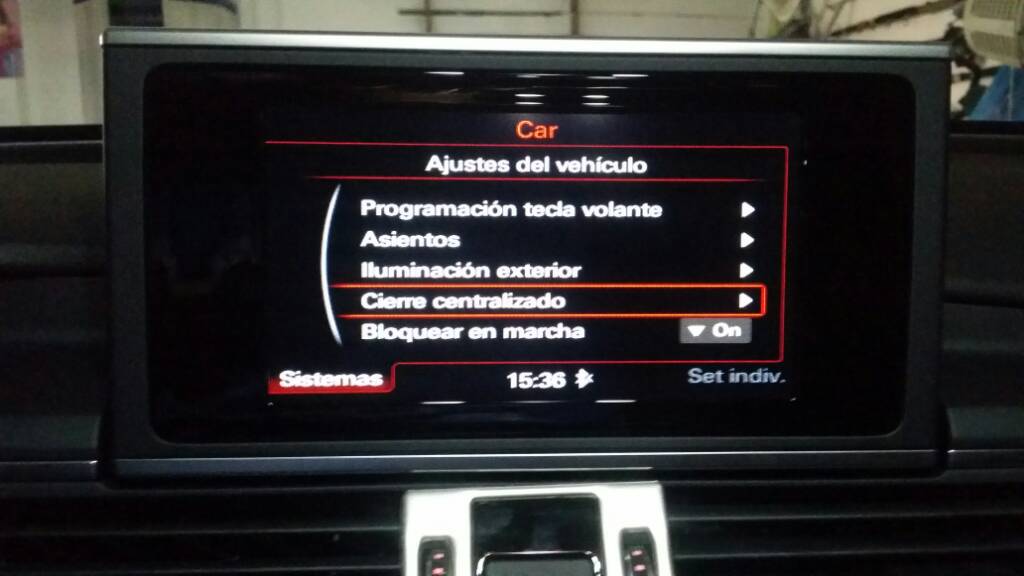 Car
Ajustes del vehículo
Programación tecla volante
Asientos
Iluminación exterior
Cierre centralizado
Bloquear en marcha On
Sistemas 15:36 Set indiv.